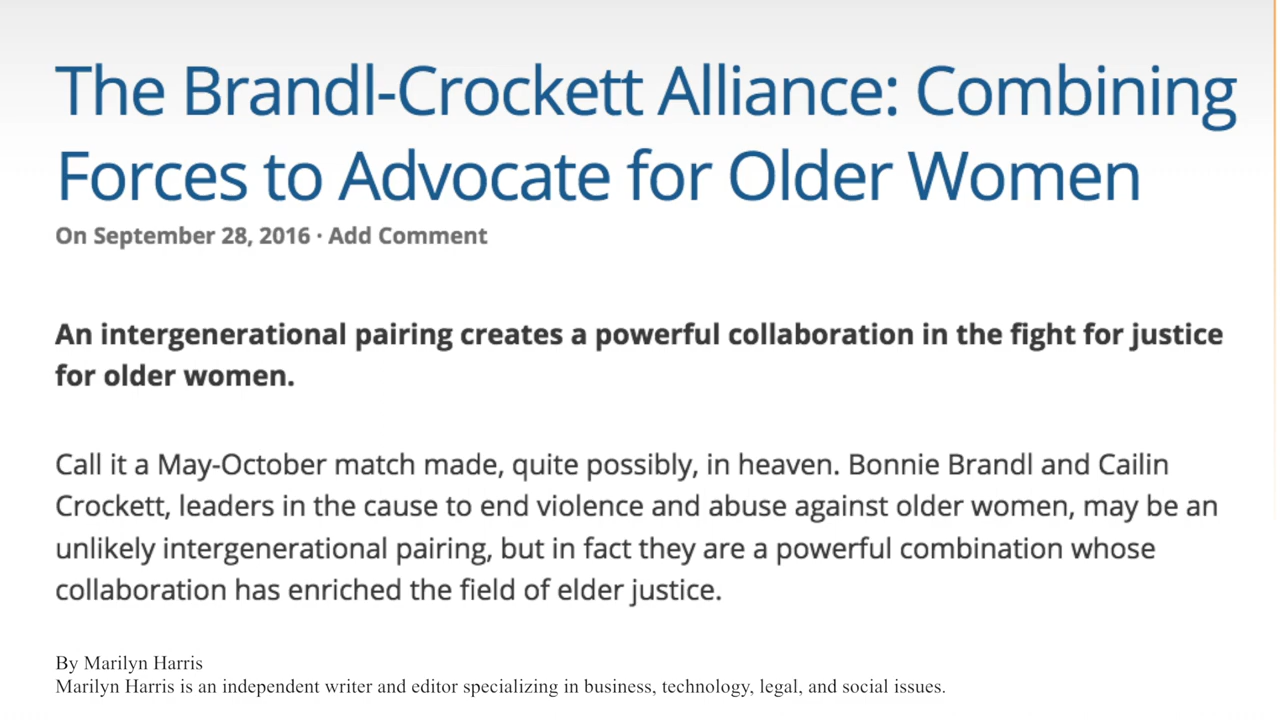 The Brandl-Crockett Alliance: Combining
Forces to Advocate for Older Women
On September 28, 2016 · Add Comment
An intergenerational pairing creates a powerful collaboration in the fight for justice
for older women.
Call it a May-October match made, quite possibly, in heaven. Bonnie Brandl and Cailin
Crockett, leaders in the cause to end violence and abuse against older women, may be an
unlikely intergenerational pairing, but in fact they are a powerful combination whose
collaboration has enriched the field of elder justice.
By Marilyn Harris
Marilyn Harris is an independent writer and editor specializing in business, technology, legal, and social issues.